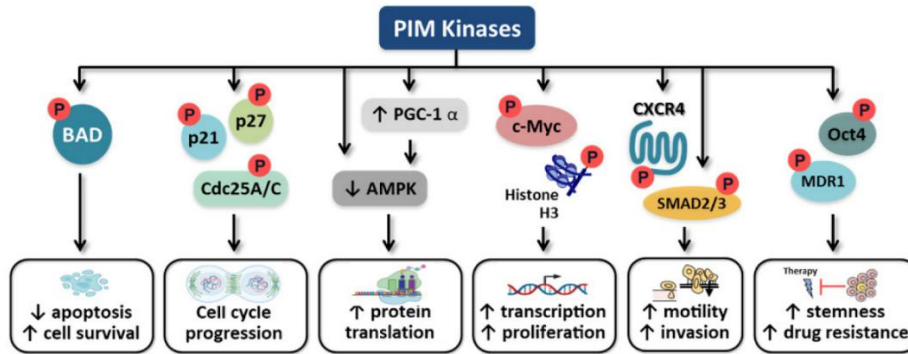 PIM Kinases
P
BAD
P
p21
P
p27
P
Cdc25A/C
↑ PGC-1 α
↓ AMPK
P
c-Myc
P
Histone
H3
CXCR4
P
P
SMAD2/3
P
Oct4
P
MDR1
↓ apoptosis
↑ cell survival
Cell cycle
progression
↑ protein
translation
↑ transcription
↑ proliferation
↑ motility
↑ invasion
Therapy
↑ stemness
↑ drug resistance